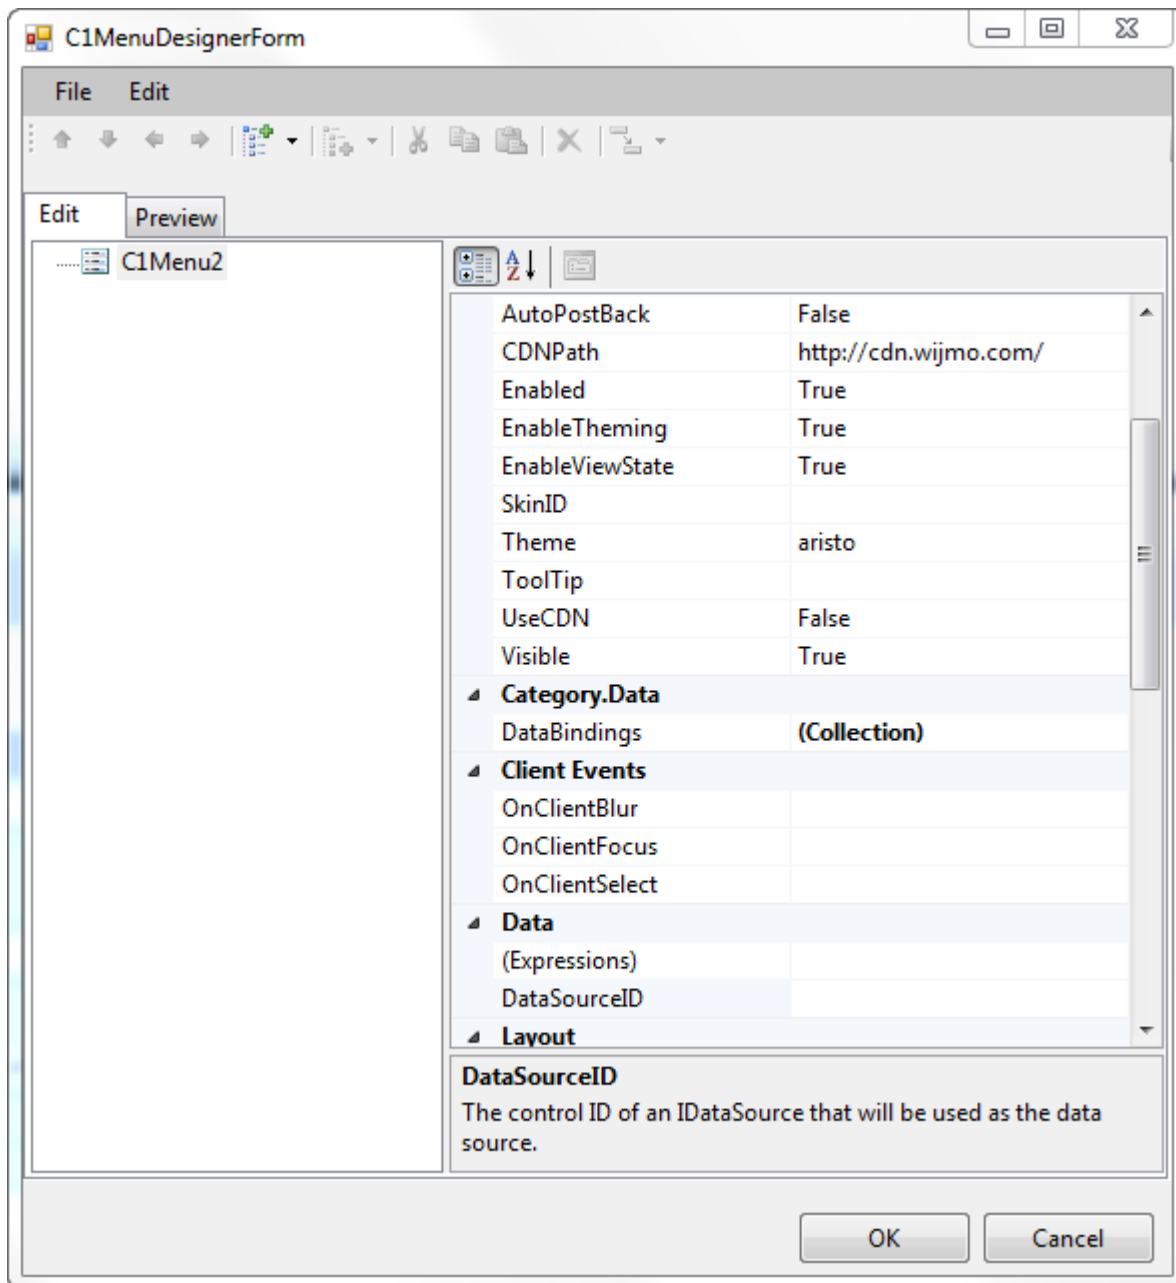 C1MenuDesignerForm
File Edit
Edit Preview
C1Menu2
AutoPostBack False
CDNPath http://cdn.wijmo.com/
Enabled True
EnableTheming True
EnableViewState True
SkinID
Theme aristo
ToolTip
UseCDN False
Visible True
Category.Data
DataBindings (Collection)
Client Events
OnClientBlur
OnClientFocus
OnClientSelect
Data
(Expressions)
DataSourceID
Layout
DataSourceID
The control ID of an IDataSource that will be used as the data
source.
OK Cancel